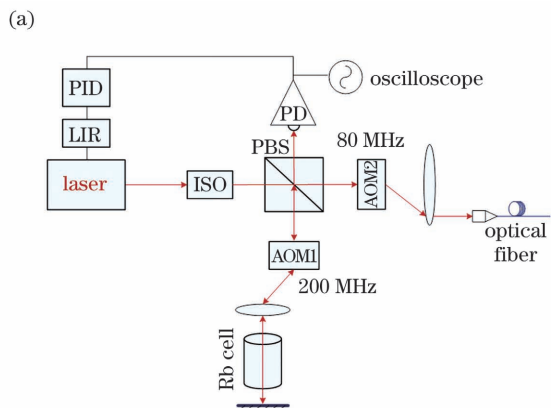 (a)
PID
LIR
laser
ISO
PBS
PD
oscilloscope
80 MHz
AOM2
optical
fiber
AOM1
200 MHz
Rb cell